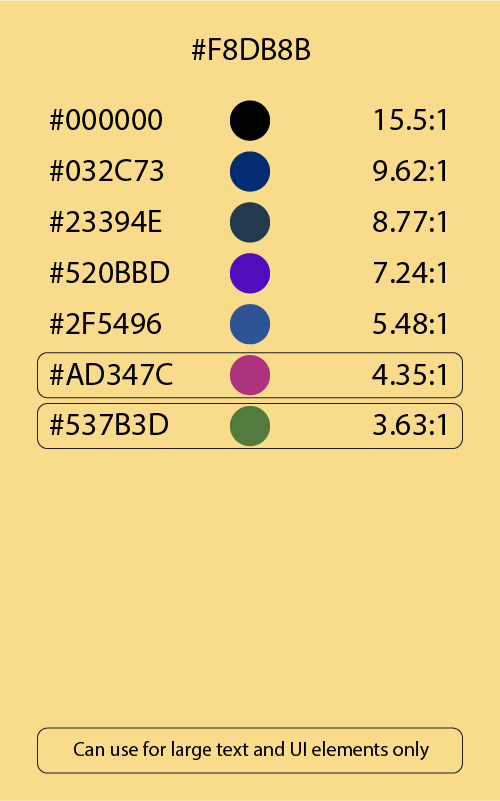 #F8DB8B
#000000 15.5:1
#032C73 9.62:1
#23394E 8.77:1
#520BBD 7.24:1
#2F5496 5.48:1
#AD347C 4.35:1
#537B3D 3.63:1
Can use for large text and UI elements only